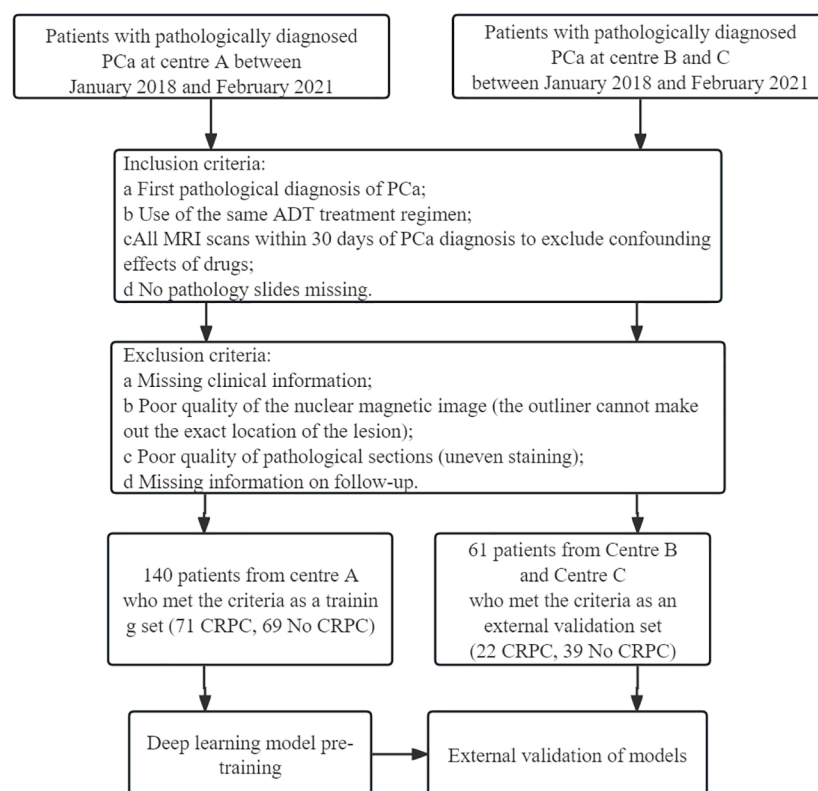 Patients with pathologically diagnosed
PCa at centre A between
January 2018 and February 2021
Patients with pathologically diagnosed
PCa at centre B and C
between January 2018 and February 2021
Inclusion criteria:
a First pathological diagnosis of PCa;
b Use of the same ADT treatment regimen;
cAll MRI scans within 30 days of PCa diagnosis to exclude confounding
effects of drugs;
d No pathology slides missing.
Exclusion criteria:
a Missing clinical information;
b Poor quality of the nuclear magnetic image (the outliner cannot make
out the exact location of the lesion);
c Poor quality of pathological sections (uneven staining);
d Missing information on follow-up.
140 patients from centre A
who met the criteria as a trainin
g set (71 CRPC, 69 No CRPC)
61 patients from Centre B
and Centre C
who met the criteria as an
external validation set
(22 CRPC, 39 No CRPC)
Deep learning model pre-
training
External validation of models